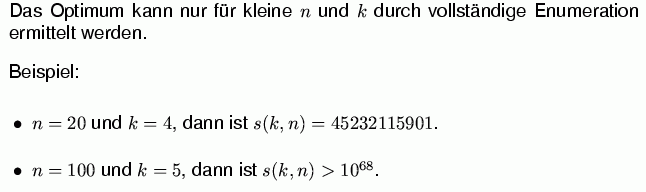 Das Optimum kann nur für kleine n und k durch vollständige Enumeration
ermittelt werden.
Beispiel:
• n = 20 und k = 4, dann ist s(k, n) = 45232115901.
• n = 100 und k = 5, dann ist s(k, n) > 10^68.